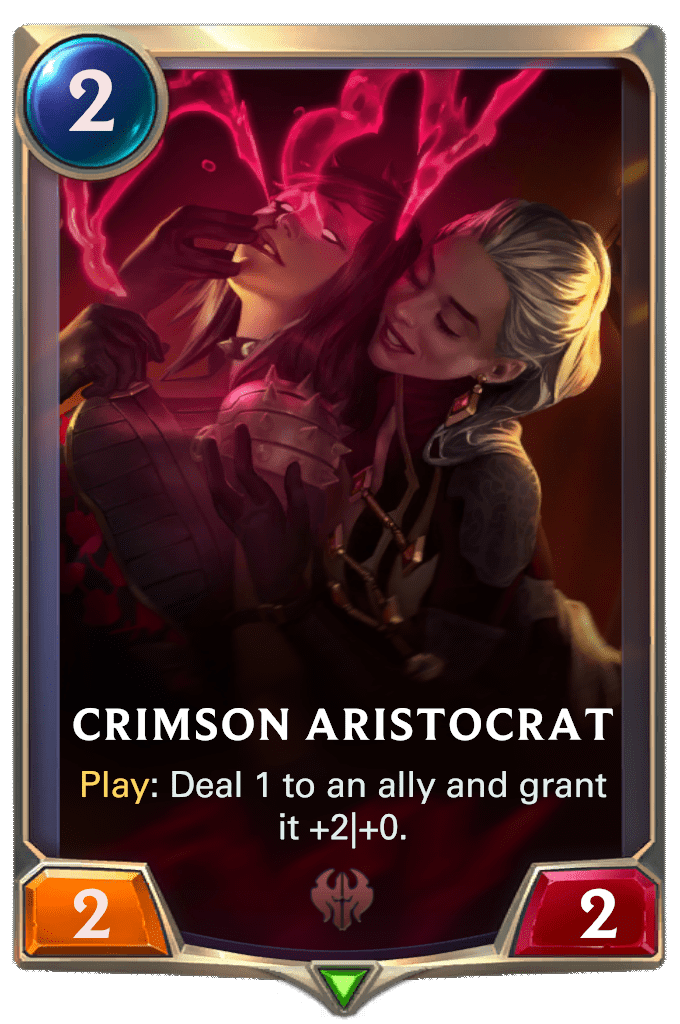 2
CRIMSON ARISTOCRAT
Play: Deal 1 to an ally and grant
it +2|+0.
2 2